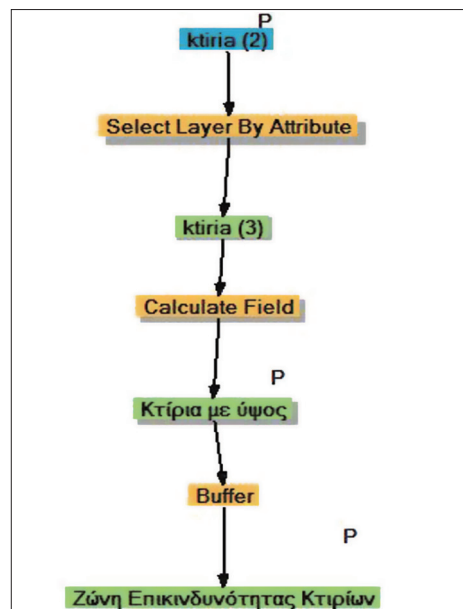 P
ktiria (2)
Select Layer By Attribute
ktiria (3)
Calculate Field
P
Κτίρια με ύψος
Buffer
P
Ζώνη Επικινδυνότητας Κτιρίων